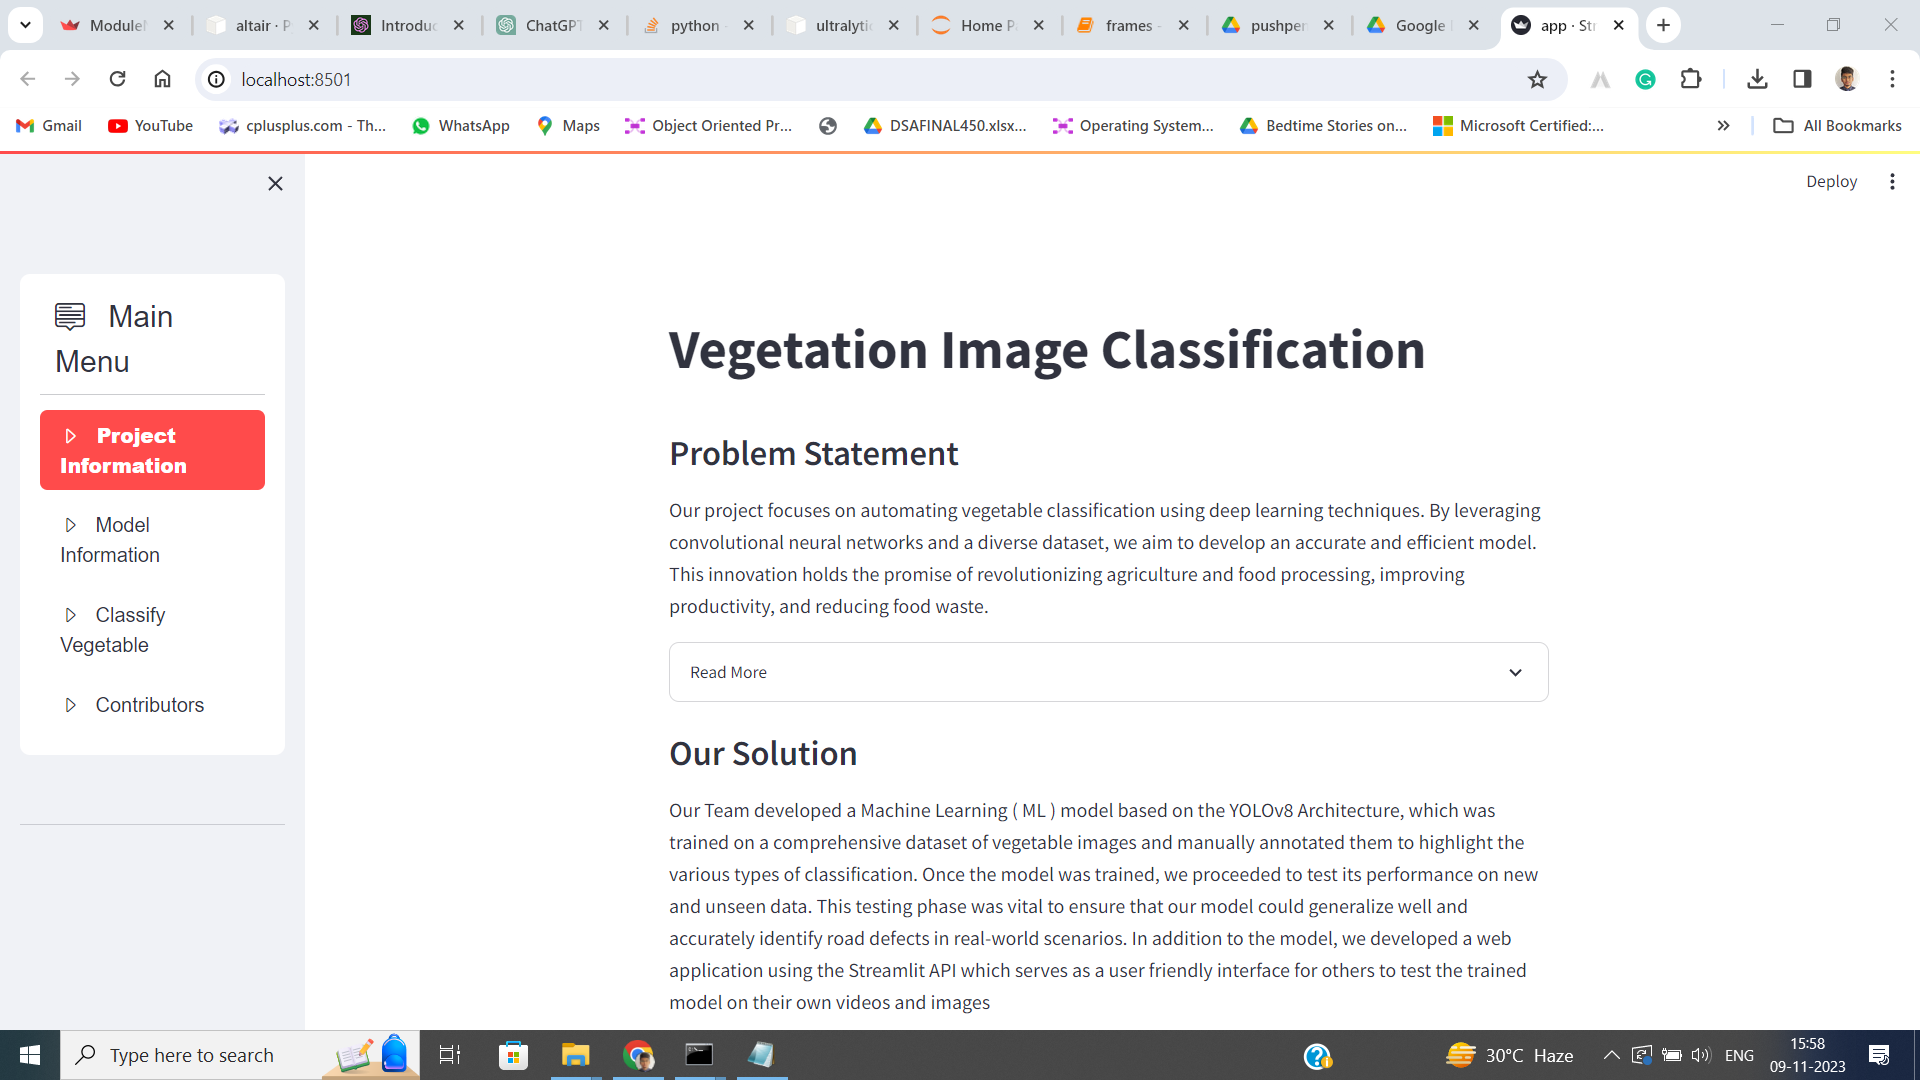 Module
altair · P
Introduc
ChatGPT
python -
ultralytic
Home P
frames -
pushpen
Google
app · Str
localhost:8501
Gmail
YouTube
cplusplus.com - Th...
WhatsApp
Maps
Object Oriented Pr...
DSAFINAL450.xlsx...
Operating System...
Bedtime Stories on...
Microsoft Certified:...
All Bookmarks
Deploy
Main
Menu
Project
Information
Model
Information
Classify
Vegetable
Contributors
Vegetation Image Classification
Problem Statement
Our project focuses on automating vegetable classification using deep learning techniques. By leveraging
convolutional neural networks and a diverse dataset, we aim to develop an accurate and efficient model.
This innovation holds the promise of revolutionizing agriculture and food processing, improving
productivity, and reducing food waste.
Read More
Our Solution
Our Team developed a Machine Learning ( ML ) model based on the YOLOv8 Architecture, which was
trained on a comprehensive dataset of vegetable images and manually annotated them to highlight the
various types of classification. Once the model was trained, we proceeded to test its performance on new
and unseen data. This testing phase was vital to ensure that our model could generalize well and
accurately identify road defects in real-world scenarios. In addition to the model, we developed a web
application using the Streamlit API which serves as a user friendly interface for others to test the trained
model on their own videos and images
Type here to search
30°C Haze
ENG
15:58
09-11-2023